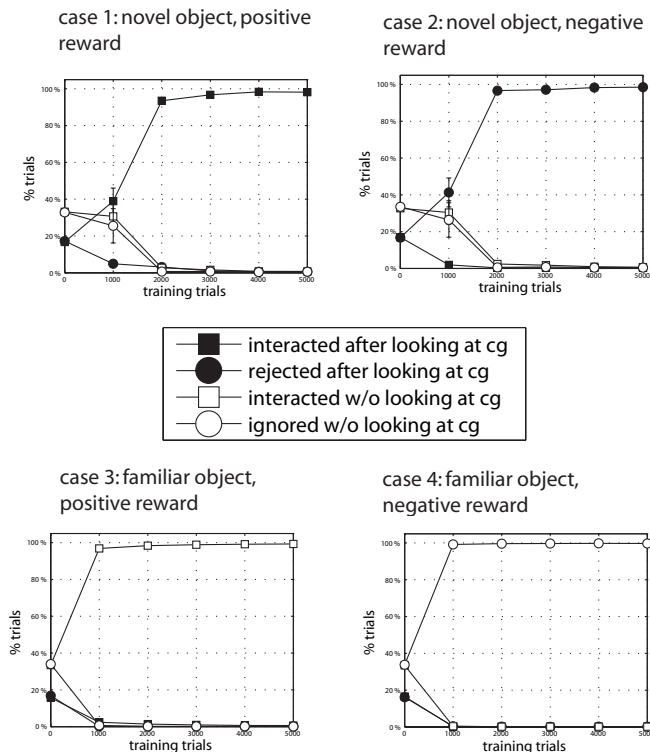 case 1: novel object, positive
reward
case 2: novel object, negative
reward
100 %
80 %
60 %
40 %
20 %
0 %
% trials
0
1000
2000
3000
4000
5000
training trials
100 %
80 %
60 %
40 %
20 %
0 %
% trials
0
1000
2000
3000
4000
5000
training trials
interacted after looking at cg
rejected after looking at cg
interacted w/o looking at cg
ignored w/o looking at cg
case 3: familiar object,
positive reward
case 4: familiar object,
negative reward
100 %
80 %
60 %
40 %
20 %
0 %
% trials
0
1000
2000
3000
4000
5000
training trials
100 %
80 %
60 %
40 %
20 %
0 %
% trials
0
1000
2000
3000
4000
training trials